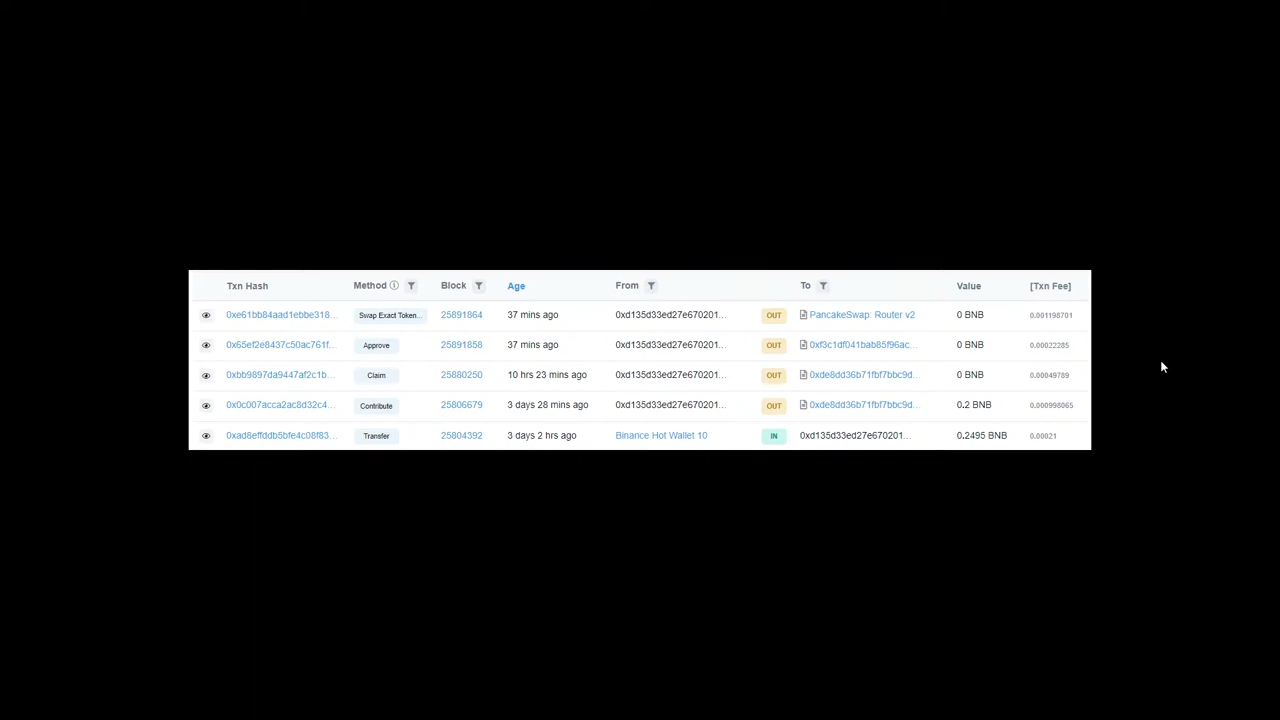 Txn Hash Method Block Age From To Value [Txn Fee]
0xe61bb84aad1ebbe318... Swap Exact Token... 25891864 37 mins ago 0xd135d33ed27e670201... OUT PancakeSwap: Router v2 0 BNB 0.001198701
0x65ef2e8437c50ac761f... Approve 25891858 37 mins ago 0xd135d33ed27e670201... OUT 0xf3c1df041bab85f96ac... 0 BNB 0.00022285
0xbb9897da9447af2c1b... Claim 25880250 10 hrs 23 mins ago 0xd135d33ed27e670201... OUT 0xde8dd36b71fbf7bbc9d... 0 BNB 0.00049789
0x0c007acca2ac8d32c4... Contribute 25806679 3 days 28 mins ago 0xd135d33ed27e670201... OUT 0xde8dd36b71fbf7bbc9d... 0.2 BNB 0.000998065
0xad8effddb5bfe4c08f83... Transfer 25804392 3 days 2 hrs ago Binance Hot Wallet 10 IN 0xd135d33ed27e670201... 0.2495 BNB 0.00021